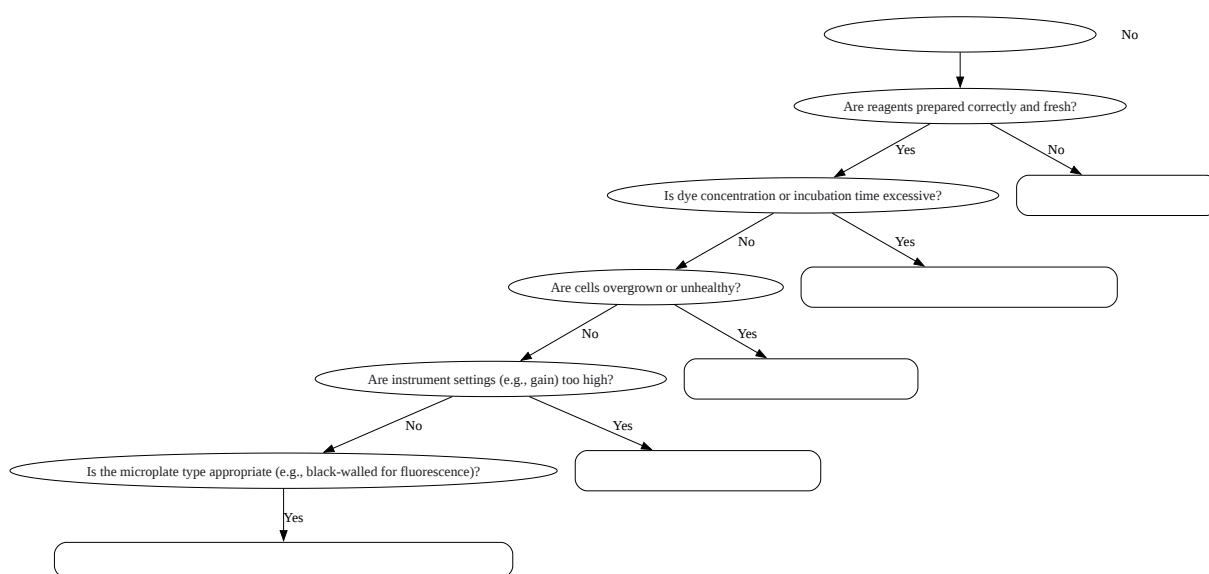 No
Are reagents prepared correctly and fresh?
Yes
No
Is dye concentration or incubation time excessive?
No
Yes
Are cells overgrown or unhealthy?
No
Yes
Are instrument settings (e.g., gain) too high?
No
Yes
Is the microplate type appropriate (e.g., black-walled for fluorescence)?
Yes